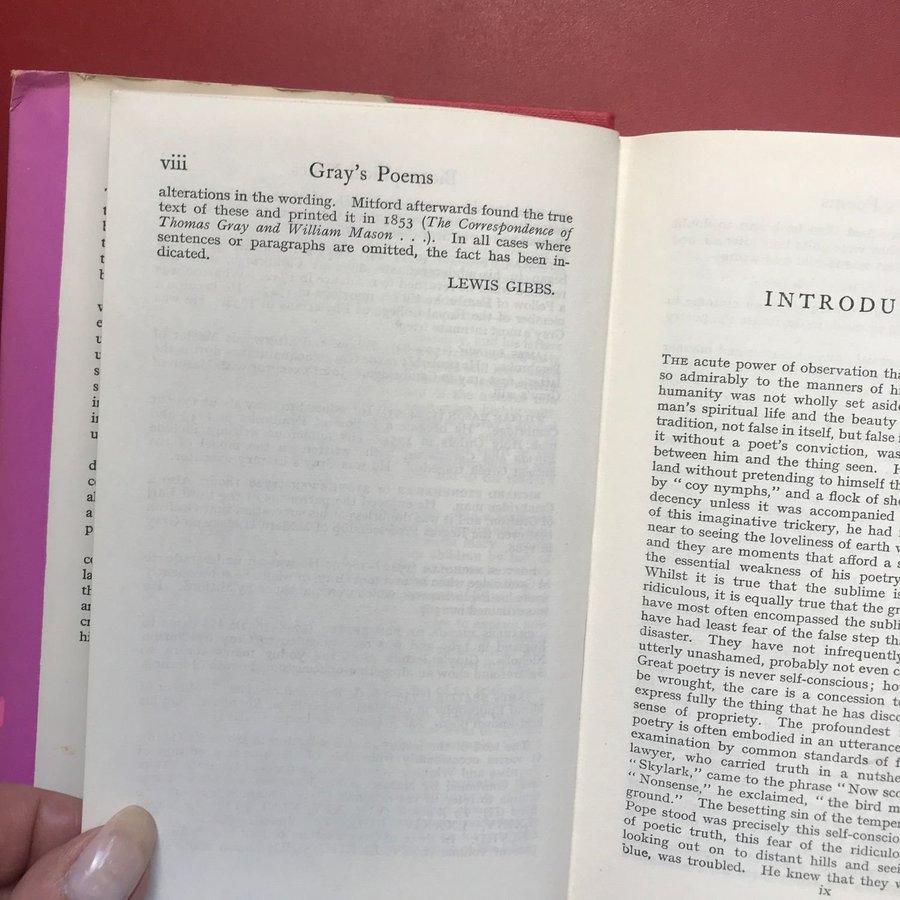 viii
Gray's Poems
alterations in the wording. Mitford afterwards found the true
text of these and printed it in 1853 (The Correspondence of
Thomas Gray and William Mason . . .). In all cases where
sentences or paragraphs are omitted, the fact has been in-
dicated.
LEWIS GIBBS.
INTRODU
THE acute power of observation tha
so admirably to the manners of h
humanity was not wholly set asid
man's spiritual life and the beauty
tradition, not false in itself, but false
it without a poet's conviction, was
between him and the thing seen. H
land without pretending to himself th
by "coy nymphs," and a flock of she
decency unless it was accompanied
of this imaginative trickery, he had
near to seeing the loveliness of earth
and they are moments that afford a s
the essential weakness of his poetry
Whilst it is true that the sublime is
ridiculous, it is equally true that the gr
have most often encompassed the subli
have had least fear of the false step tha
disaster. They have not infrequently
utterly unashamed, probably not even c
Great poetry is never self-conscious; ho
be wrought, the care is a concession t
express fully the thing that he has disc
sense of propriety. The profoundest
poetry is often embodied in an utterance
examination by common standards of f
lawyer, who carried truth in a nutshe
"Skylark," came to the phrase "Now sco
"Nonsense," he exclaimed, "the bird m
ground." The besetting sin of the temper
Pope stood was precisely this self-conscio
of poetic truth, this fear of the ridiculo
looking out on to distant hills and seei
blue, was troubled. He knew that they w
ix